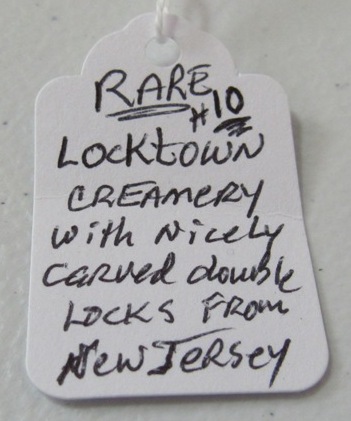 RARE
#10
LOCKTOWN
CREAMERY
with Nicely
carved double
LOCKS From
New Jersey